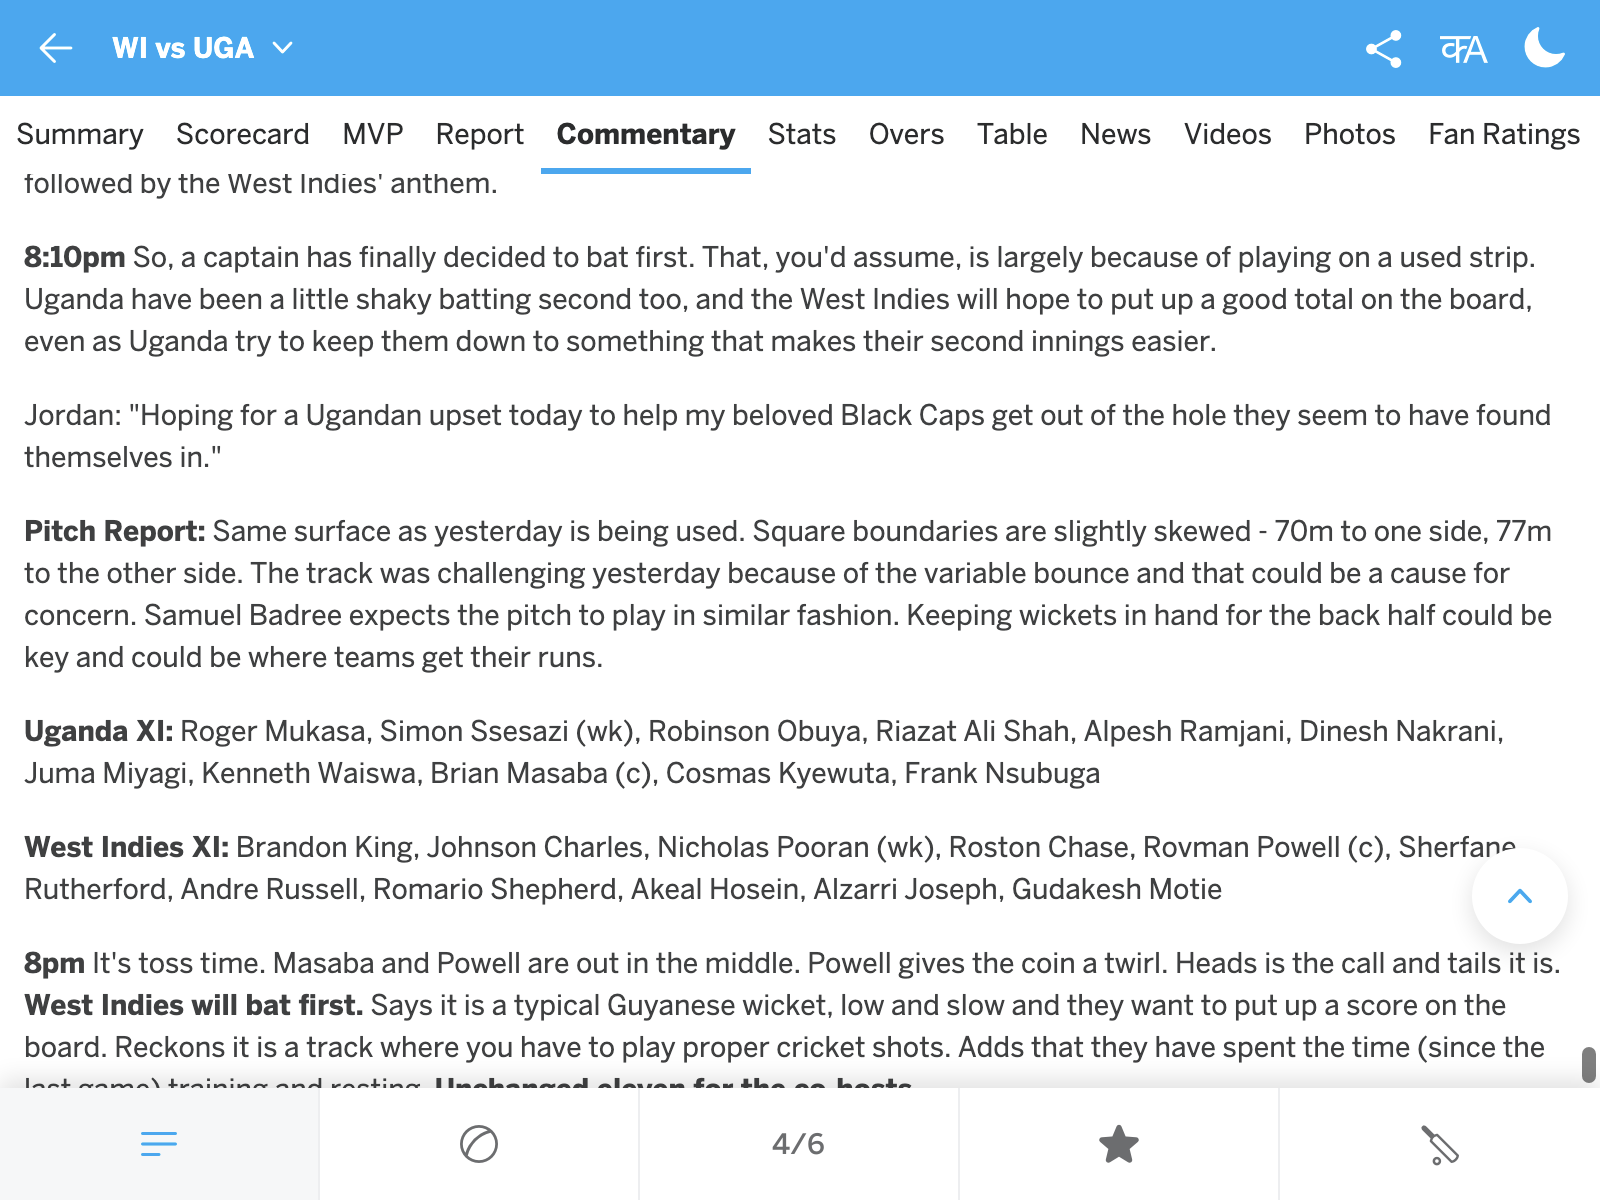 WI vs UGA
क A
Summary Scorecard MVP Report Commentary Stats Overs Table News Videos Photos Fan Ratings
followed by the West Indies' anthem.
8:10pm So, a captain has finally decided to bat first. That, you'd assume, is largely because of playing on a used strip.
Uganda have been a little shaky batting second too, and the West Indies will hope to put up a good total on the board,
even as Uganda try to keep them down to something that makes their second innings easier.
Jordan: "Hoping for a Ugandan upset today to help my beloved Black Caps get out of the hole they seem to have found
themselves in."
Pitch Report: Same surface as yesterday is being used. Square boundaries are slightly skewed - 70m to one side, 77m
to the other side. The track was challenging yesterday because of the variable bounce and that could be a cause for
concern. Samuel Badree expects the pitch to play in similar fashion. Keeping wickets in hand for the back half could be
key and could be where teams get their runs.
Uganda XI: Roger Mukasa, Simon Ssesazi (wk), Robinson Obuya, Riazat Ali Shah, Alpesh Ramjani, Dinesh Nakrani,
Juma Miyagi, Kenneth Waiswa, Brian Masaba (c), Cosmas Kyewuta, Frank Nsubuga
West Indies XI: Brandon King, Johnson Charles, Nicholas Pooran (wk), Roston Chase, Rovman Powell (c), Sherfane
Rutherford, Andre Russell, Romario Shepherd, Akeal Hosein, Alzarri Joseph, Gudakesh Motie
8pm It's toss time. Masaba and Powell are out in the middle. Powell gives the coin a twirl. Heads is the call and tails it is.
West Indies will bat first. Says it is a typical Guyanese wicket, low and slow and they want to put up a score on the
board. Reckons it is a track where you have to play proper cricket shots. Adds that they have spent the time (since the
last game) training and resting. Unchanged eleven for the co-hosts.
4/6